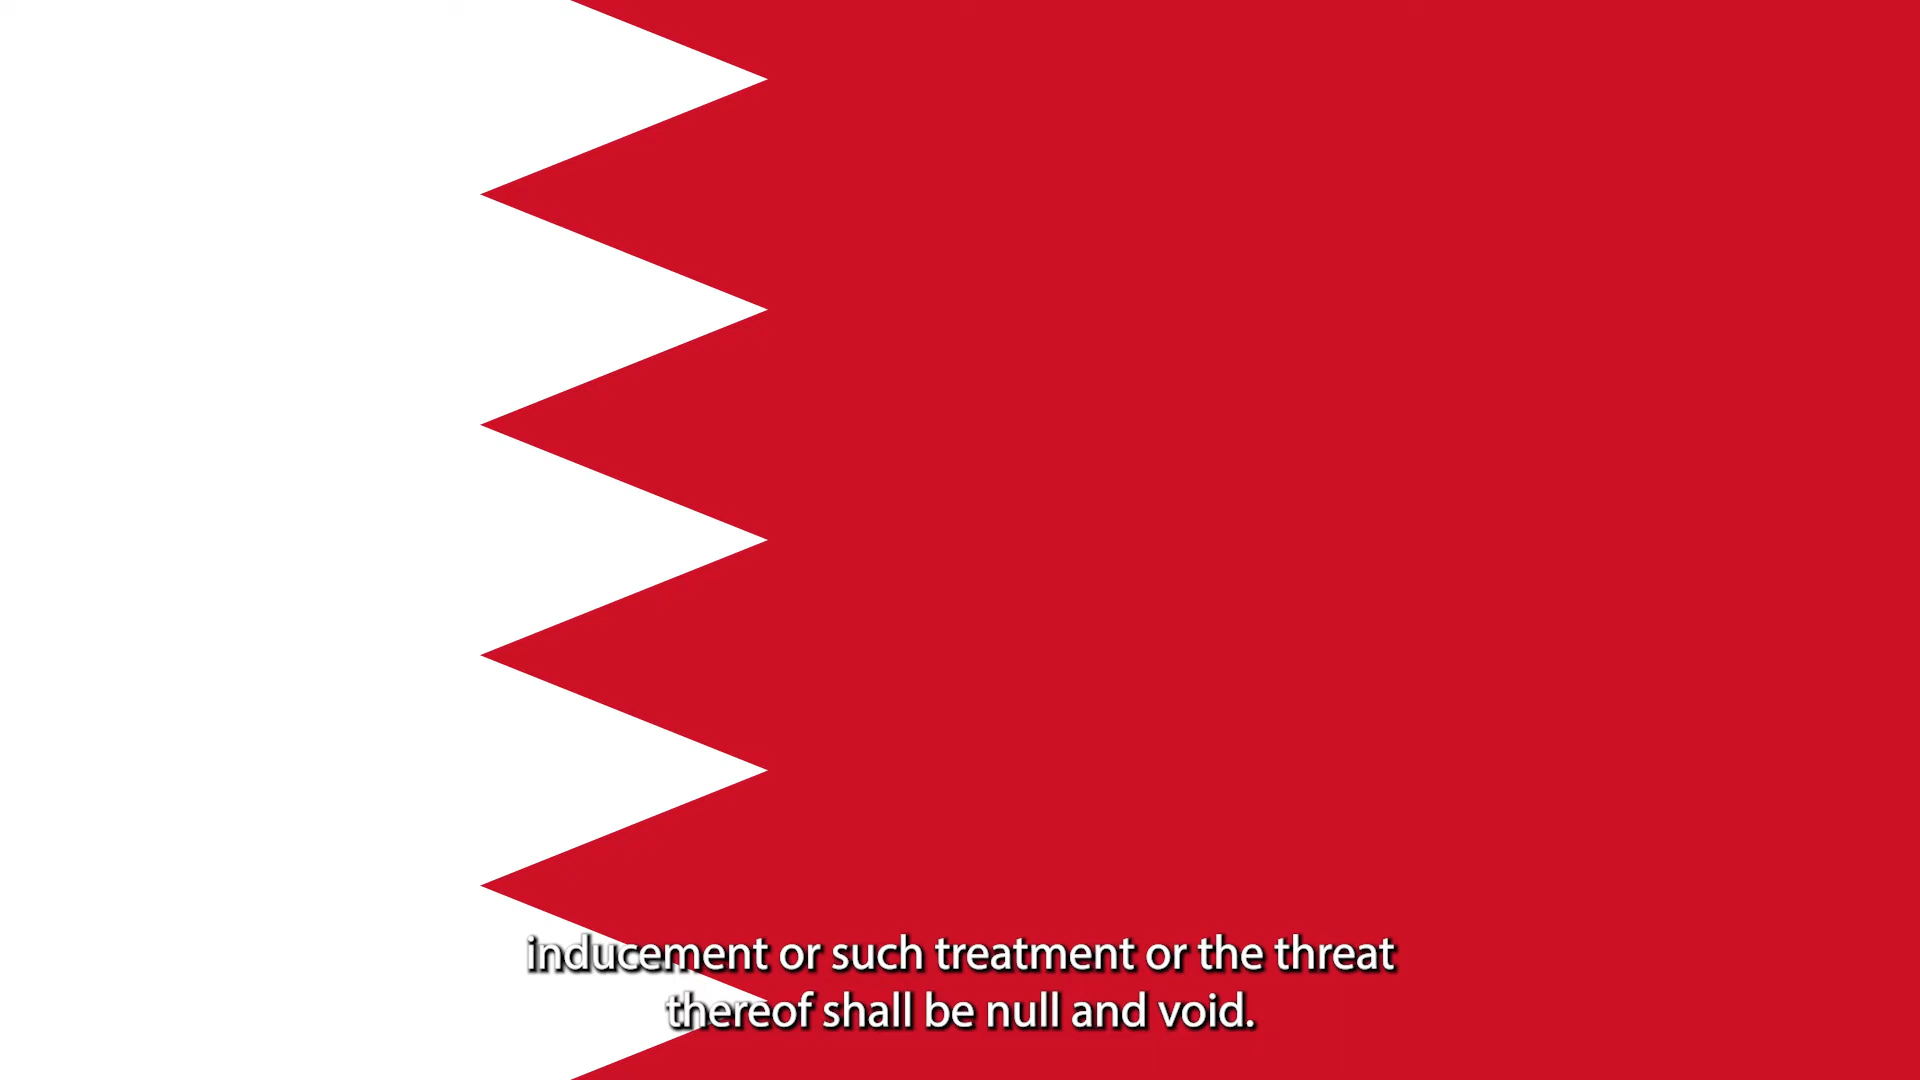 inducement or such treatment or the threat
thereof shall be null and void.